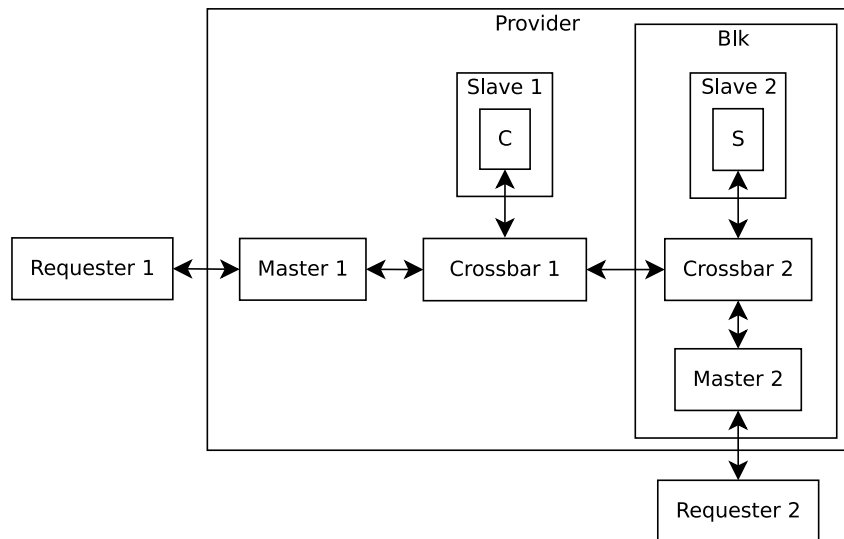 Provider
Blk
Slave 1
Slave 2
C
S
Requester 1
Master 1
Crossbar 1
Crossbar 2
Master 2
Requester 2